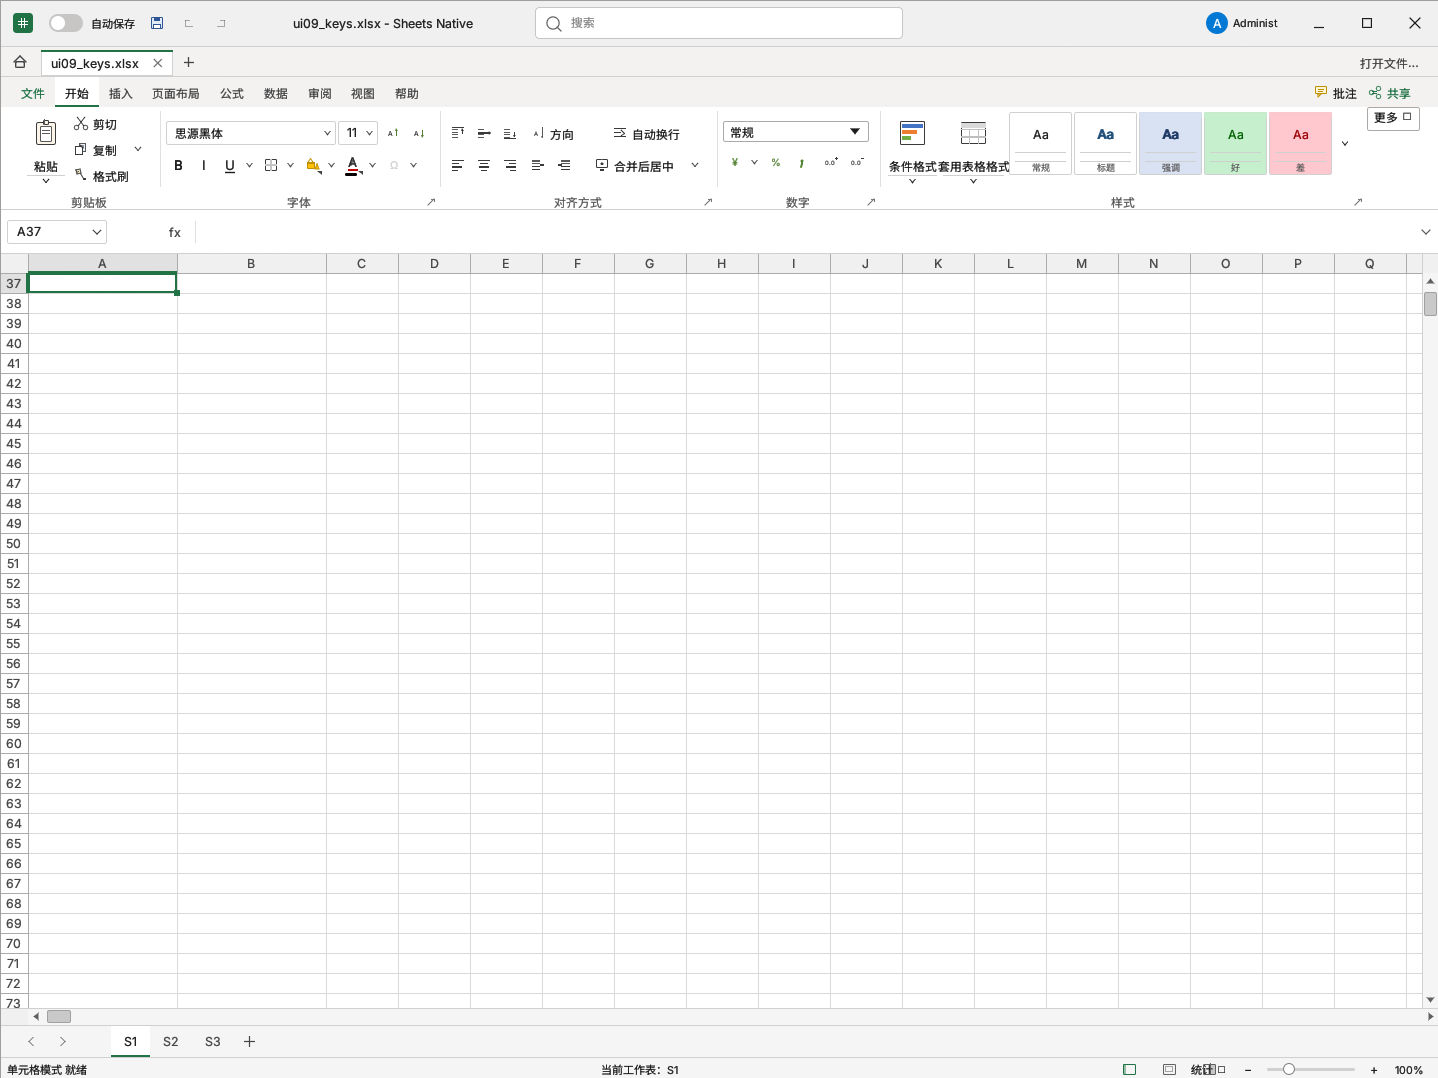 自动保存
ui09_keys.xlsx - Sheets Native
搜索
A
Administ
ui09_keys.xlsx
打开文件...
文件 开始 插入 页面布局 公式 数据 审阅 视图 帮助
批注 共享
粘贴
剪切
复制
格式刷
剪贴板
思源黑体 11
B I U A
字体
方向 自动换行
合并后居中
对齐方式
常规
¥ %
数字
条件格式 套用表格格式
Aa 常规
Aa 标题
Aa 强调
Aa 好
Aa 差
样式
更多
A37 fx
A B C D E F G H I J K L M N O P Q
37
38
39
40
41
42
43
44
45
46
47
48
49
50
51
52
53
54
55
56
57
58
59
60
61
62
63
64
65
66
67
68
69
70
71
72
73
S1 S2 S3
单元格模式 就绪
当前工作表: S1
统计
100%